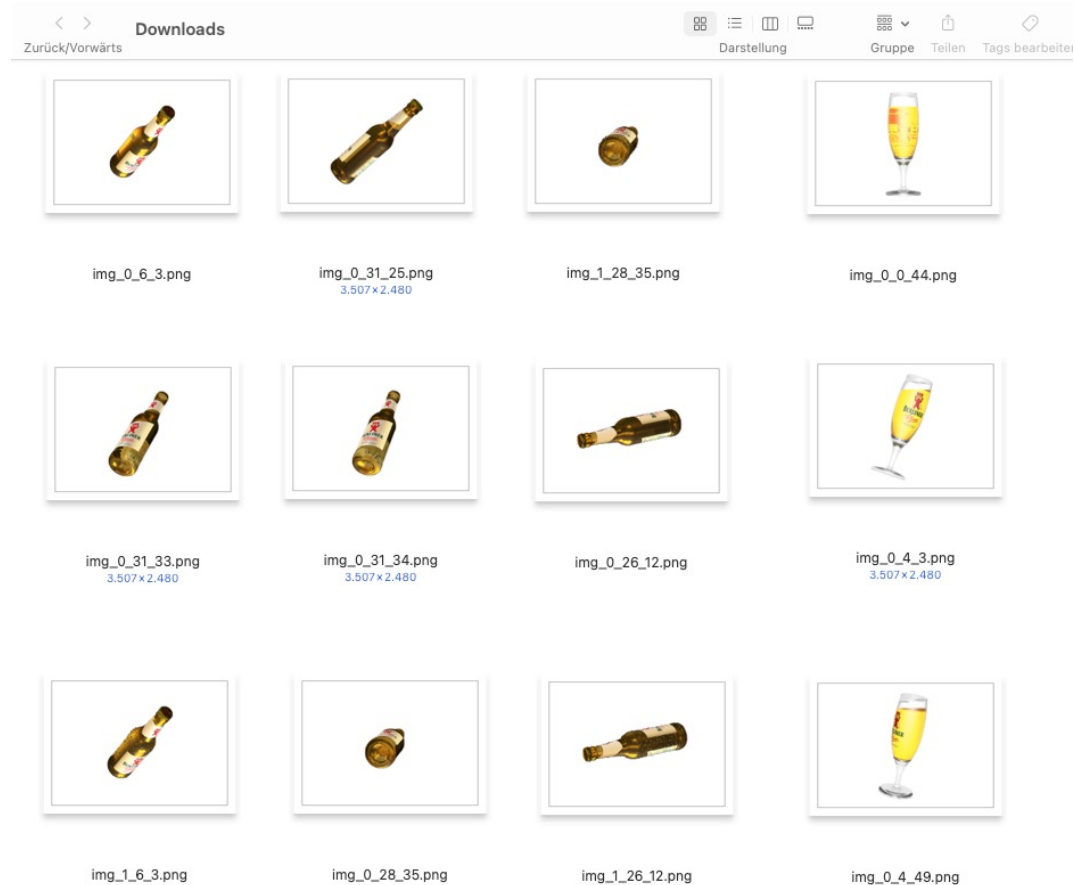 Downloads
Zurück/Vorwärts
Darstellung
Gruppe
Teilen
Tags bearbeiten
img_0_6_3.png
img_0_31_25.png
3.507×2.480
img_1_28_35.png
img_0_0_44.png
img_0_31_33.png
3.507×2.480
img_0_31_34.png
3.507×2.480
img_0_26_12.png
img_0_4_3.png
3.507×2.480
img_1_6_3.png
img_0_28_35.png
img_1_26_12.png
img_0_4_49.png